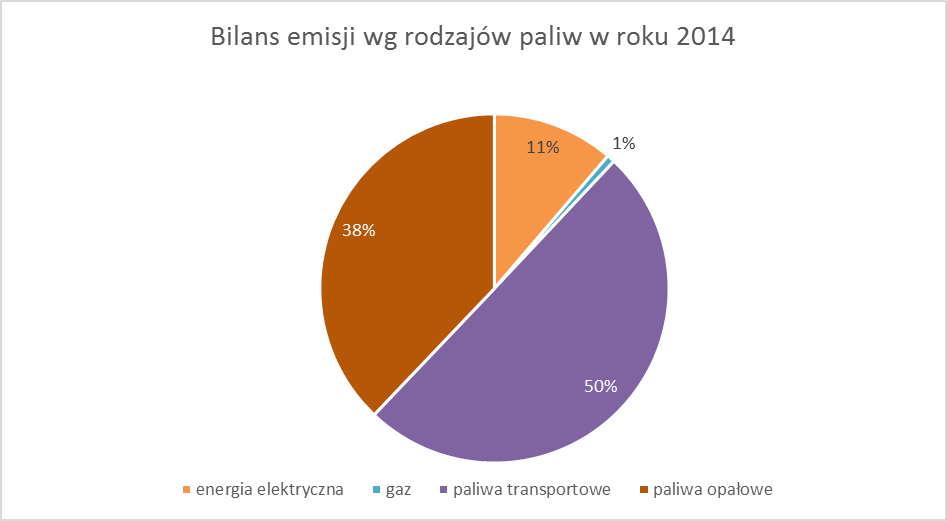 Bilans emisji wg rodzajów paliw w roku 2014
11%
1%
38%
50%
energia elektryczna
gaz
paliwa transportowe
paliwa opałowe